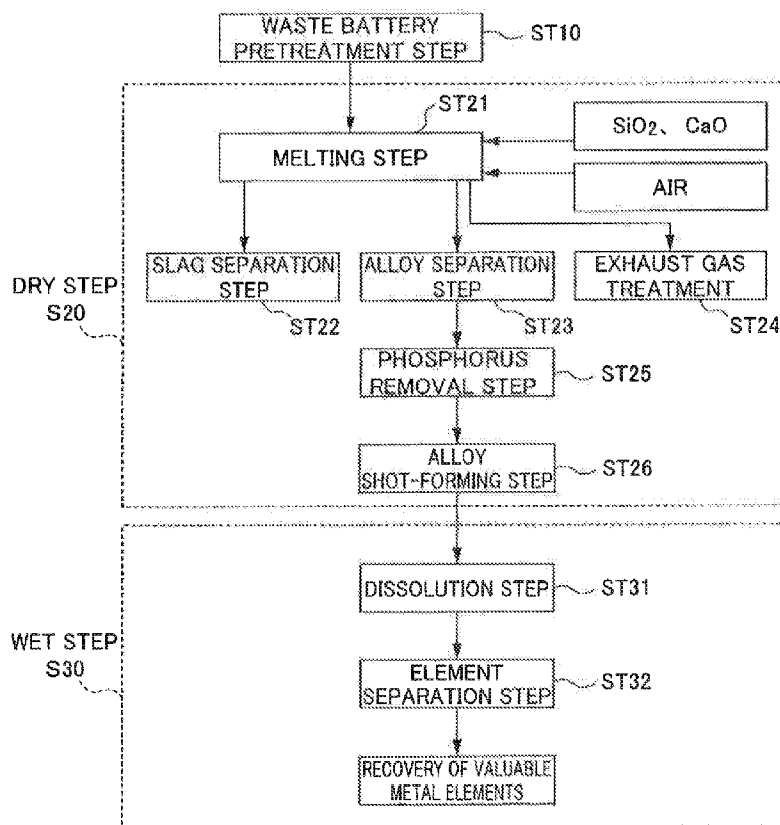 WASTE BATTERY
PRETREATMENT STEP
ST10
ST21
MELTING STEP
SiO₂、CaO
AIR
DRY STEP
S20
SLAG SEPARATION
STEP
ST22
ALLOY SEPARATION
STEP
ST23
EXHAUST GAS
TREATMENT
ST24
PHOSPHORUS
REMOVAL STEP
ST25
ALLOY
SHOT-FORMING STEP
ST26
DISSOLUTION STEP
ST31
WET STEP
S30
ELEMENT
SEPARATION STEP
ST32
RECOVERY OF VALUABLE
METAL ELEMENTS